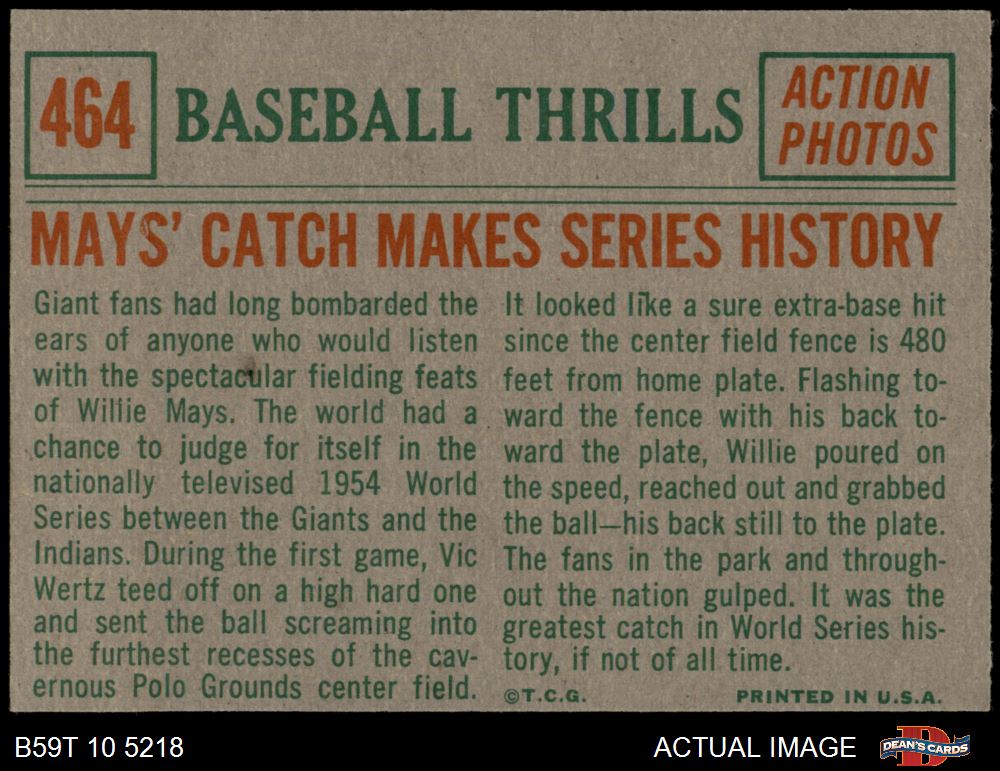 464
BASEBALL THRILLS
ACTION
PHOTOS
MAYS' CATCH MAKES SERIES HISTORY
Giant fans had long bombarded the
ears of anyone who would listen
with the spectacular fielding feats
of Willie Mays. The world had a
chance to judge for itself in the
nationally televised 1954 World
Series between the Giants and the
Indians. During the first game, Vic
Wertz teed off on a high hard one
and sent the ball screaming into
the furthest recesses of the cav-
ernous Polo Grounds center field.
It looked like a sure extra-base hit
since the center field fence is 480
feet from home plate. Flashing to-
ward the fence with his back to-
ward the plate, Willie poured on
the speed, reached out and grabbed
the ball—his back still to the plate.
The fans in the park and through-
out the nation gulped. It was the
greatest catch in World Series his-
tory, if not of all time.
©T.C.G. PRINTED IN U.S.A.
B59T 10 5218
ACTUAL IMAGE
D
DEAN'S CARDS